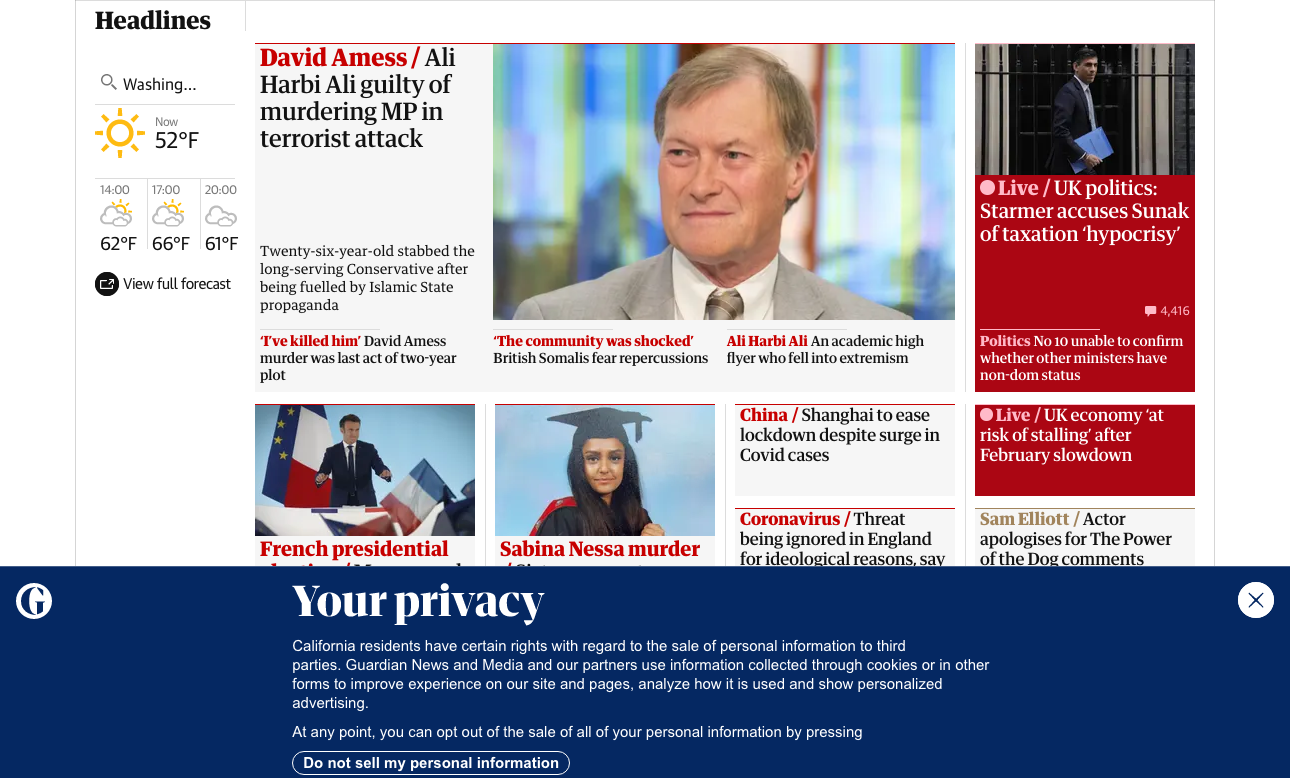 Headlines
Washing...
Now
52°F
14:00
17:00
20:00
62°F
66°F
61°F
View full forecast
David Amess / Ali
Harbi Ali guilty of
murdering MP in
terrorist attack
Twenty-six-year-old stabbed the
long-serving Conservative after
being fuelled by Islamic State
propaganda
‘I’ve killed him’ David Amess
murder was last act of two-year
plot
‘The community was shocked’
British Somalis fear repercussions
Ali Harbi Ali An academic high
flyer who fell into extremism
Live / UK politics:
Starmer accuses Sunak
of taxation ‘hypocrisy’
4,416
Politics No 10 unable to confirm
whether other ministers have
non-dom status
French presidential
Sabina Nessa murder
China / Shanghai to ease
lockdown despite surge in
Covid cases
Coronavirus / Threat
being ignored in England
for ideological reasons, say
Live / UK economy ‘at
risk of stalling’ after
February slowdown
Sam Elliott / Actor
apologises for The Power
of the Dog comments
Your privacy
California residents have certain rights with regard to the sale of personal information to third
parties. Guardian News and Media and our partners use information collected through cookies or in other
forms to improve experience on our site and pages, analyze how it is used and show personalized
advertising.
At any point, you can opt out of the sale of all of your personal information by pressing
Do not sell my personal information